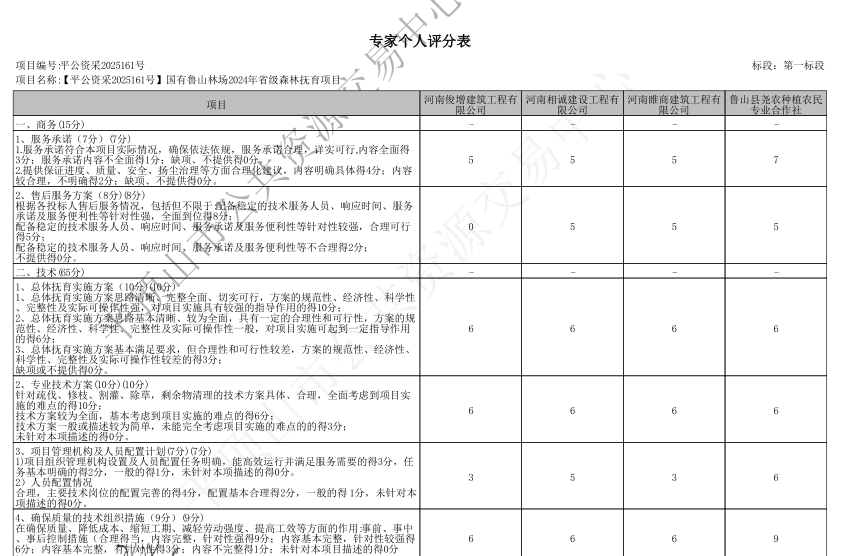 专家个人评分表
项目编号:平公资采2025161号
标段: 第一标段
项目名称:【平公资采2025161号】国有鲁山林场2024年省级森林抚育项目
项目 河南俊增建筑工程有限公司 河南相诚建设工程有限公司 河南睢商建筑工程有限公司 鲁山县尧农种植农民专业合作社
一、商务(15分) - - - -
1、服务承诺（7分）(7分)
1.服务承诺符合本项目实际情况，确保依法依规，服务承诺合理、详实可行,内容全面得
3分；服务承诺内容不全面得1分；缺项、不提供得0分。
2.提供保证进度、质量、安全、扬尘治理等方面合理化建议，内容明确具体得4分；内容
较合理，不明确得2分；缺项、不提供得0分。
5 5 5 7
2、售后服务方案（8分)(8分)
根据各投标人售后服务情况，包括但不限于:配备稳定的技术服务人员、响应时间、服务
承诺及服务便利性等针对性强，全面到位得8分；
配备稳定的技术服务人员、响应时间、服务承诺及服务便利性等针对性较强，合理可行
得5分；
配备稳定的技术服务人员、响应时间、服务承诺及服务便利性等不合理得2分；
不提供得0分。
0 5 5 5
二、技术(65分) - - - -
1、总体抚育实施方案（10分)(10分)
1、总体抚育实施方案思路清晰、完整全面、切实可行，方案的规范性、经济性、科学性
、完整性及实际可操作性强，对项目实施具有较强的指导作用的得10分；
2、总体抚育实施方案思路基本清晰、较为全面，具有一定的合理性和可行性，方案的规
范性、经济性、科学性、完整性及实际可操作性一般，对项目实施可起到一定指导作用
的得6分；
3、总体抚育实施方案基本满足要求，但合理性和可行性较差，方案的规范性、经济性、
科学性、完整性及实际可操作性较差的得3分；
缺项或不提供得0分。
6 6 6 6
2、专业技术方案(10分)(10分)
针对疏伐、修枝、割灌、除草，剩余物清理的技术方案具体、合理，全面考虑到项目实
施的难点的得10分；
技术方案较为全面，基本考虑到项目实施的难点的得6分；
技术方案一般或描述较为简单，未能完全考虑项目实施的难点的的得3分；
未针对本项描述的得0分。
6 6 6 6
3、项目管理机构及人员配置计划(7分)(7分)
1)项目组织管理机构设置及人员配置任务明确，能高效运行并满足服务需要的得3分，任
务基本明确的得2分，一般的得1分，未针对本项描述的得0分。
2）人员配置情况
合理，主要技术岗位的配置完善的得4分，配置基本合理得2分，一般的得1分，未针对本
项描述的得0分。
3 5 3 6
4、确保质量的技术组织措施（9分）(9分)
在确保质量、降低成本、缩短工期、减轻劳动强度、提高工效等方面的作用:事前、事中
、事后控制措施（合理得当，内容完整，针对性强得9分；内容基本完整，针对性较强得
6分；内容基本完整，有针对性得3分；内容不完整得1分；未针对本项目描述的得0分
6 6 6 9
平顶山市公共资源交易中心
平顶山市公共资源交易中心